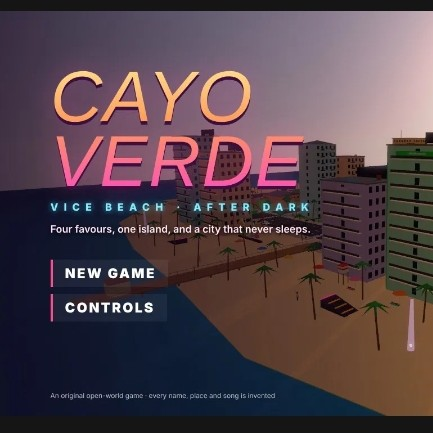 CAYO
VERDE
VICE BEACH · AFTER DARK
Four favours, one island, and a city that never sleeps.
NEW GAME
CONTROLS
An original open-world game · every name, place and song is invented